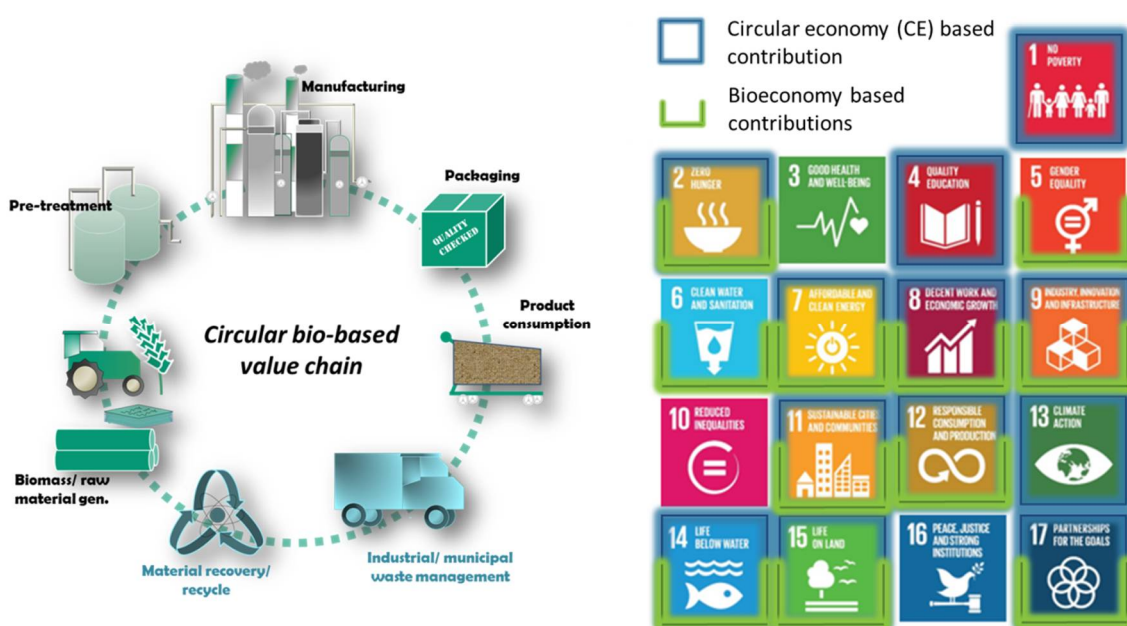 Manufacturing
Pre-treatment
Packaging
QUALITY
CHECKED
Product
consumption
Circular bio-based
value chain
Biomass/ raw
material gen.
Material recovery/
recycle
Industrial/ municipal
waste management
Circular economy (CE) based
contribution
Bioeconomy based
contributions
1 NO
POVERTY
2 ZERO
HUNGER
3 GOOD HEALTH
AND WELL-BEING
4 QUALITY
EDUCATION
5 GENDER
EQUALITY
6 CLEAN WATER
AND SANITATION
7 AFFORDABLE AND
CLEAN ENERGY
8 DECENT WORK AND
ECONOMIC GROWTH
9 INDUSTRY, INNOVATION
AND INFRASTRUCTURE
10 REDUCED
INEQUALITIES
11 SUSTAINABLE CITIES
AND COMMUNITIES
12 RESPONSIBLE
CONSUMPTION
AND PRODUCTION
13 CLIMATE
ACTION
14 LIFE
BELOW WATER
15 LIFE
ON LAND
16 PEACE, JUSTICE
AND STRONG
INSTITUTIONS
17 PARTNERSHIPS
FOR THE GOALS